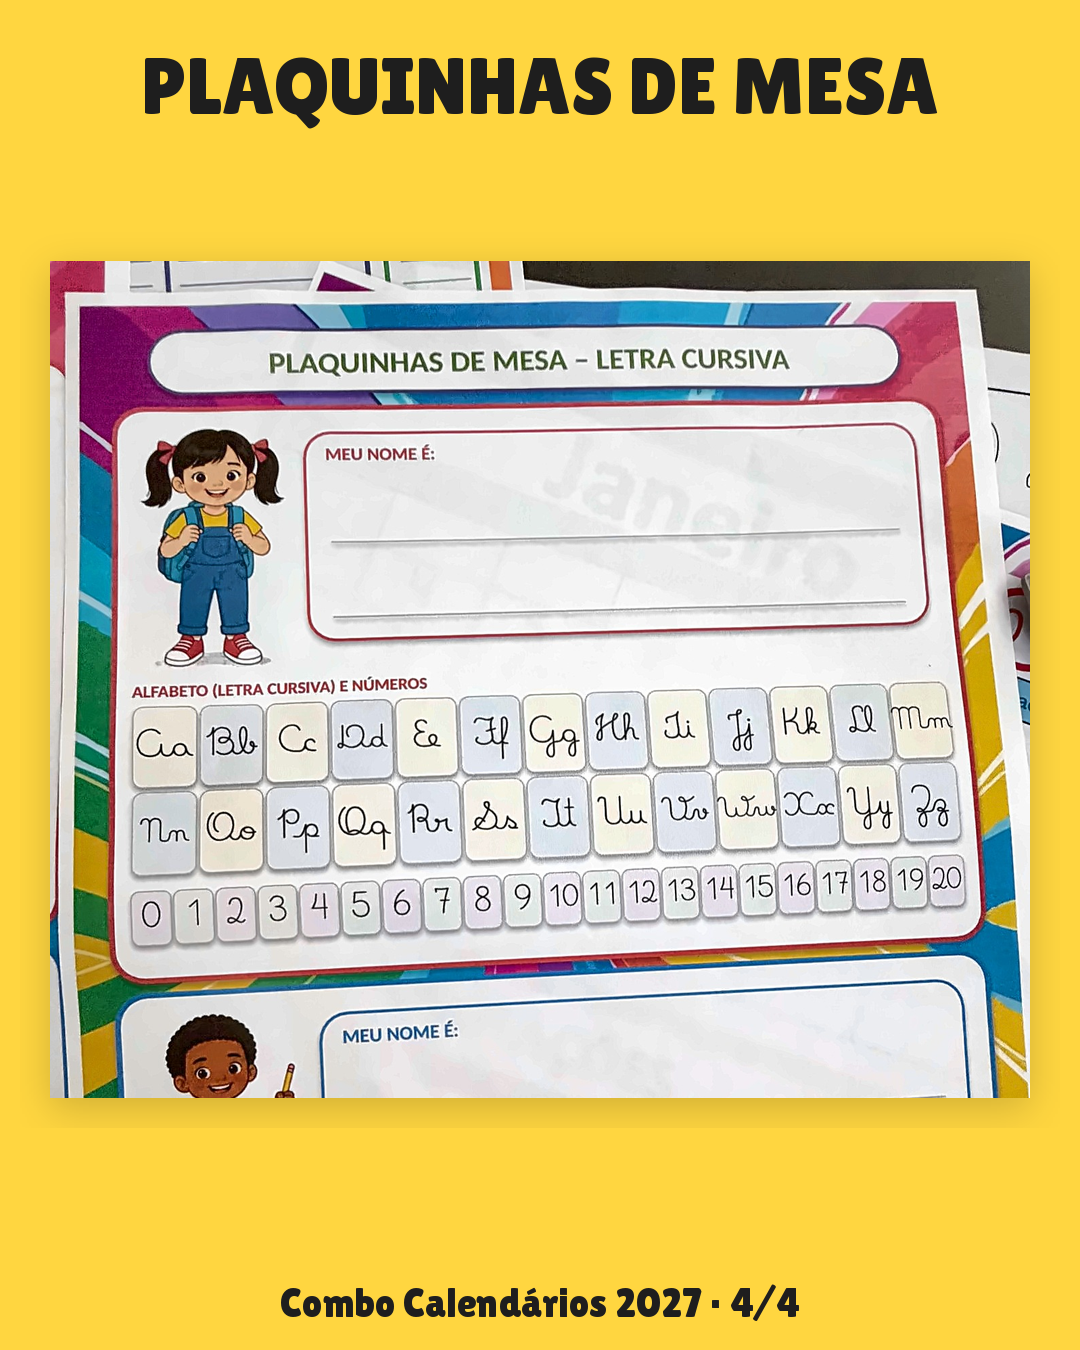 PLAQUINHAS DE MESA
PLAQUINHAS DE MESA – LETRA CURSIVA
MEU NOME É:
Janeiro
ALFABETO (LETRA CURSIVA) E NÚMEROS
Aa Bb Cc Dd Ee Ff Gg Hh Ii Jj Kk Ll Mm
Nn Oo Pp Qq Rr Ss Tt Uu Vv Ww Xx Yy Zz
0 1 2 3 4 5 6 7 8 9 10 11 12 13 14 15 16 17 18 19 20
MEU NOME É:
Combo Calendários 2027 · 4/4